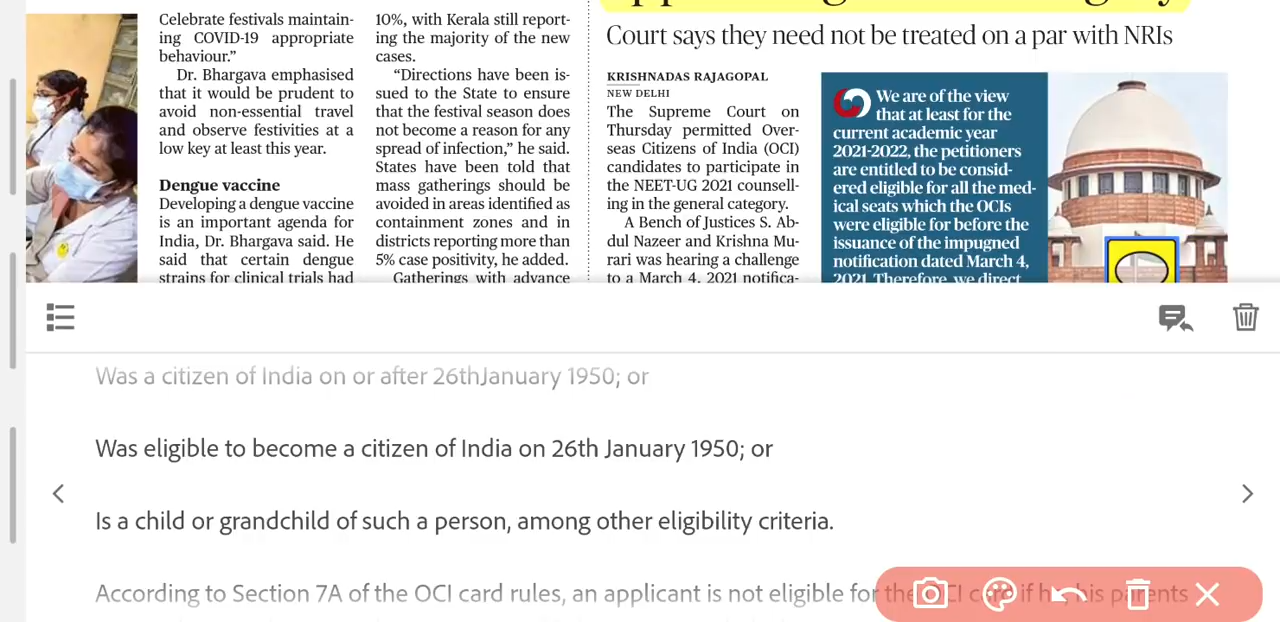 Celebrate festivals maintain-
ing COVID-19 appropriate
behaviour.”
Dr. Bhargava emphasised
that it would be prudent to
avoid non-essential travel
and observe festivities at a
low key at least this year.
Dengue vaccine
Developing a dengue vaccine
is an important agenda for
India, Dr. Bhargava said. He
said that certain dengue
strains for clinical trials had
10%, with Kerala still report-
ing the majority of the new
cases.
“Directions have been is-
sued to the State to ensure
that the festival season does
not become a reason for any
spread of infection,” he said.
States have been told that
mass gatherings should be
avoided in areas identified as
containment zones and in
districts reporting more than
5% case positivity, he added.
Gatherings with advance
Court says they need not be treated on a par with NRIs
KRISHNADAS RAJAGOPAL
NEW DELHI
The Supreme Court on
Thursday permitted Over-
seas Citizens of India (OCI)
candidates to participate in
the NEET-UG 2021 counsell-
ing in the general category.
A Bench of Justices S. Ab-
dul Nazeer and Krishna Mu-
rari was hearing a challenge
to a March 4, 2021 notifica-
We are of the view
that at least for the
current academic year
2021-2022, the petitioners
are entitled to be consid-
ered eligible for all the med-
ical seats which the OCIs
were eligible for before the
issuance of the impugned
notification dated March 4,
2021. Therefore, we direct
Was a citizen of India on or after 26thJanuary 1950; or
Was eligible to become a citizen of India on 26th January 1950; or
Is a child or grandchild of such a person, among other eligibility criteria.
According to Section 7A of the OCI card rules, an applicant is not eligible for the OCI card if he, his parents